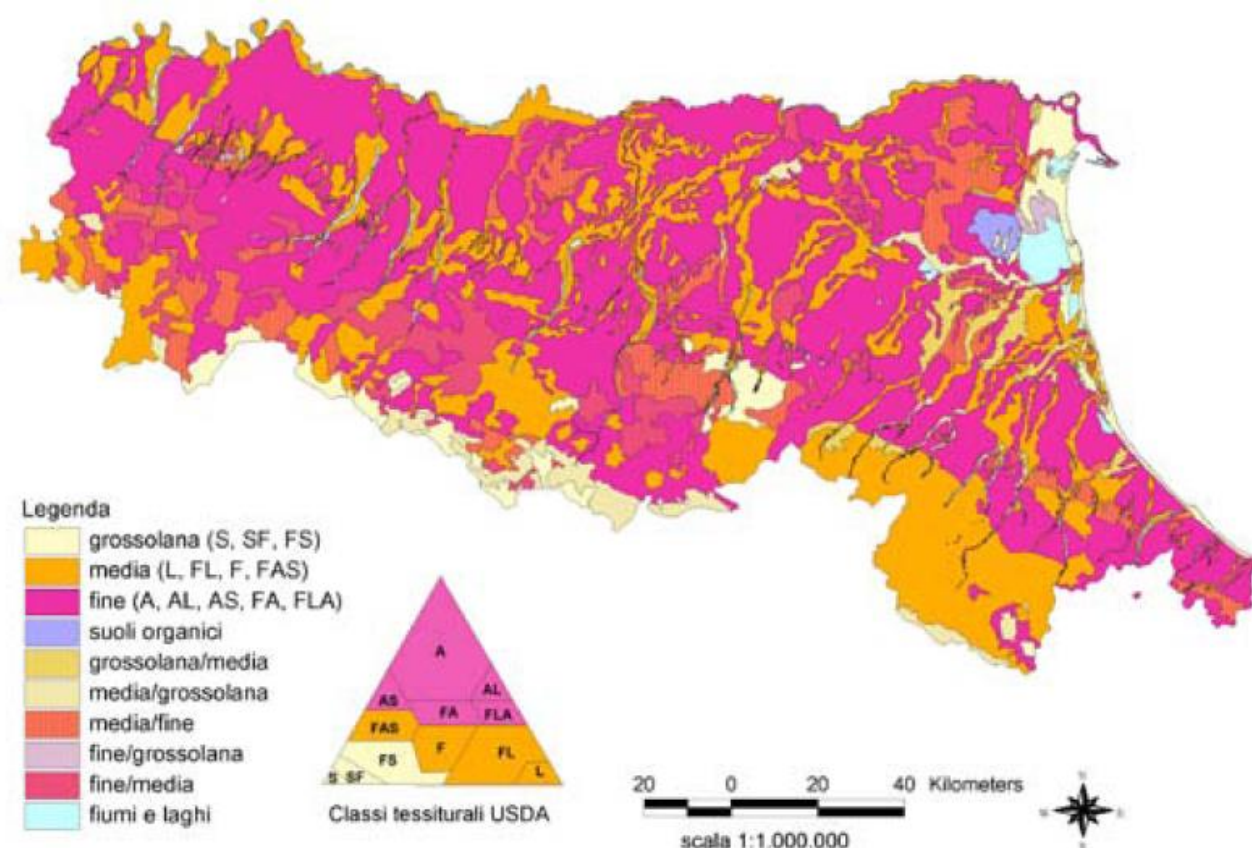 Legenda
grossolana (S, SF, FS)
media (L, FL, F, FAS)
fine (A, AL, AS, FA, FLA)
suoli organici
grossolana/media
media/grossolana
media/fine
fine/grossolana
fine/media
fiumi e laghi
A
AS
AL
FA
FLA
FAS
F
FL
FS
S
SF
L
Classi tessiturali USDA
20 0 20 40 Kilometers
scala 1:1.000.000